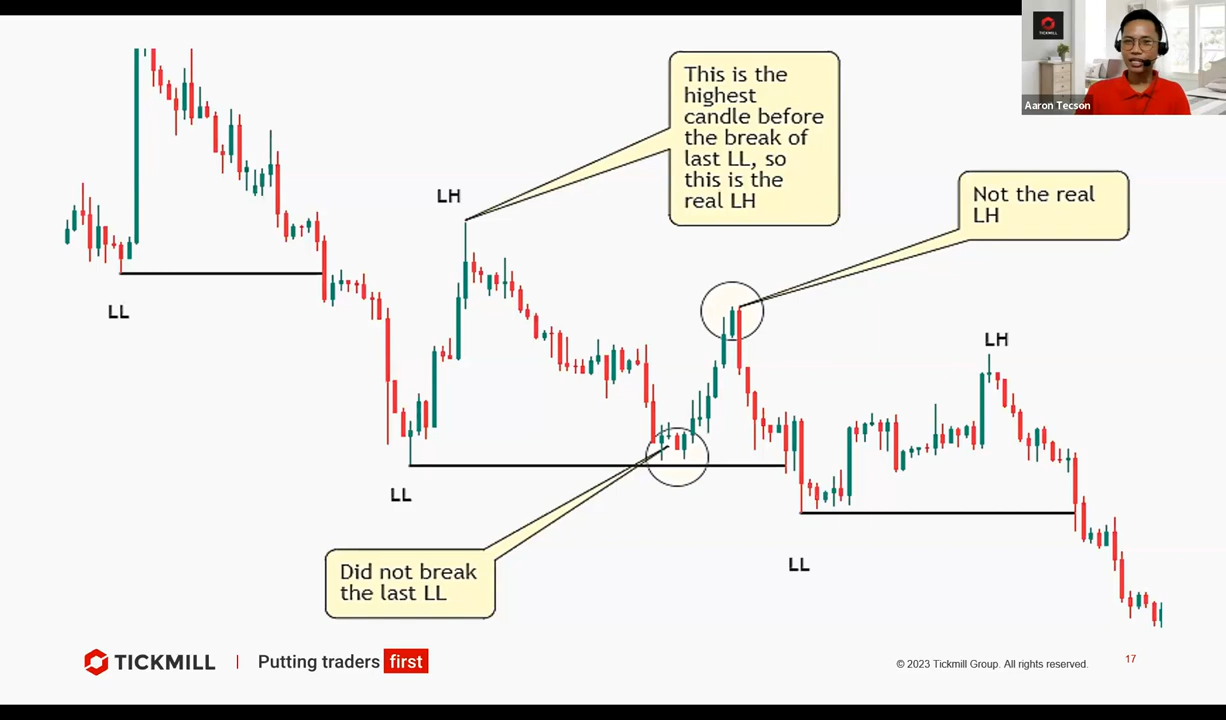 TICKMILL
Aaron Tecson
This is the
highest
candle before
the break of
last LL, so
this is the
real LH
LH
Not the real
LH
LL
LH
LL
LL
Did not break
the last LL
TICKMILL | Putting traders first
© 2023 Tickmill Group. All rights reserved.
17